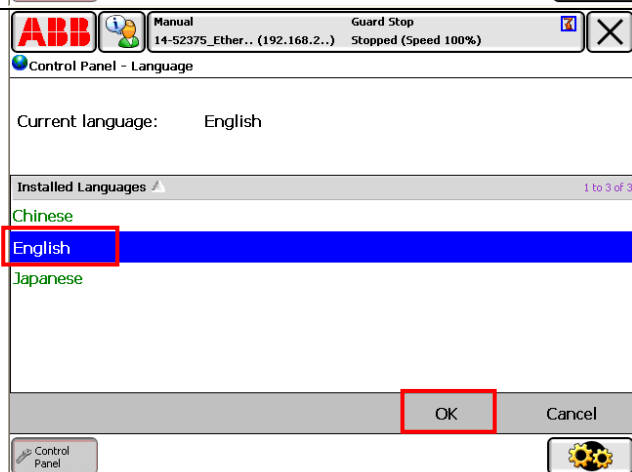 ABB
Manual Guard Stop
14-52375_Ether.. (192.168.2..) Stopped (Speed 100%)
Control Panel - Language
Current language: English
Installed Languages 1 to 3 of 3
Chinese
English
Japanese
OK Cancel
Control
Panel